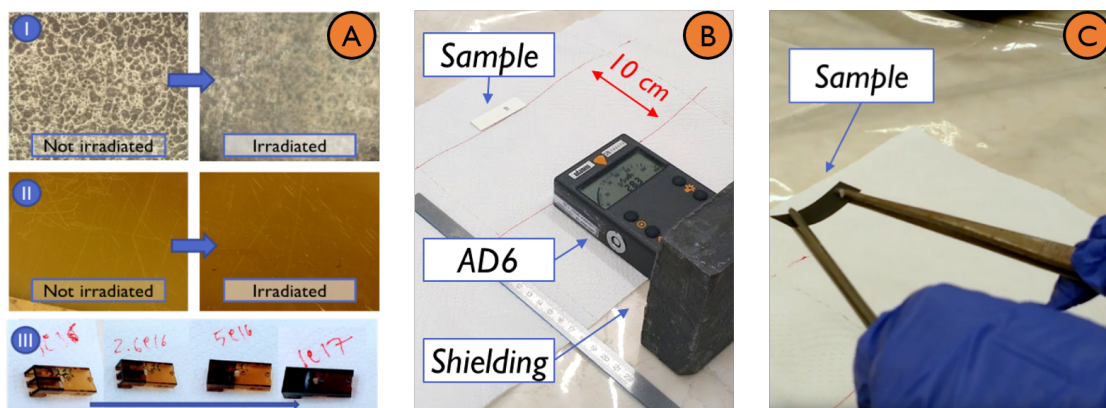 I
A
Not irradiated
Irradiated
II
Not irradiated
Irradiated
III
1e16
2.6e16
5e16
1e17
B
Sample
10 cm
AD6
Shielding
C
Sample